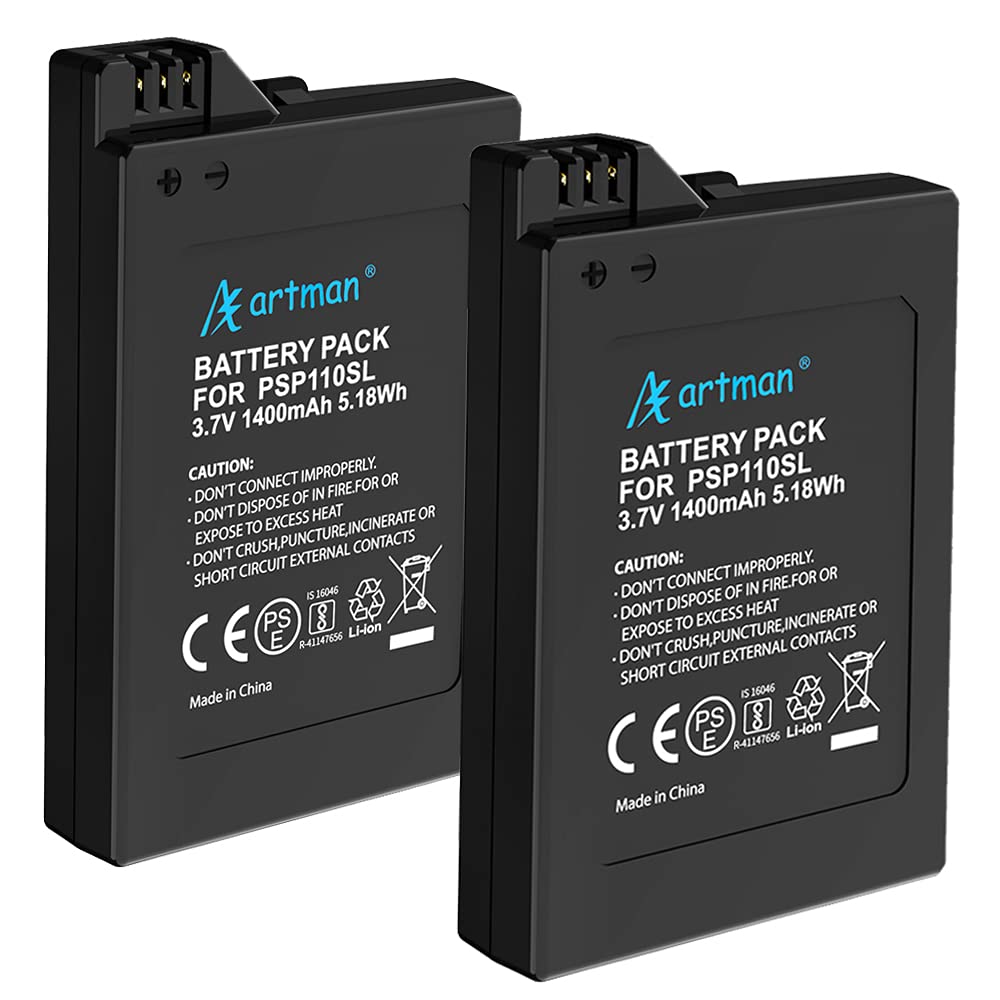 + -
artman®
BATTERY PACK
FOR PSP110SL
3.7V 1400mAh 5.18Wh
CAUTION:
· DON'T CONNECT IMPROPERLY.
· DON'T DISPOSE OF IN FIRE.FOR OR
EXPOSE TO EXCESS HEAT
· DON'T CRUSH,PUNCTURE,INCINERATE OR
SHORT CIRCUIT EXTERNAL CONTACTS
CE PS E IS 16046
R-41147656 Li-ion
Made in China
+ -
artman®
BATTERY PACK
FOR PSP110SL
3.7V 1400mAh 5.18Wh
CAUTION:
· DON'T CONNECT IMPROPERLY.
· DON'T DISPOSE OF IN FIRE.FOR OR
EXPOSE TO EXCESS HEAT
· DON'T CRUSH,PUNCTURE,INCINERATE OR
SHORT CIRCUIT EXTERNAL CONTACTS
CE PS E IS 16046
R-41147656 Li-ion
Made in China